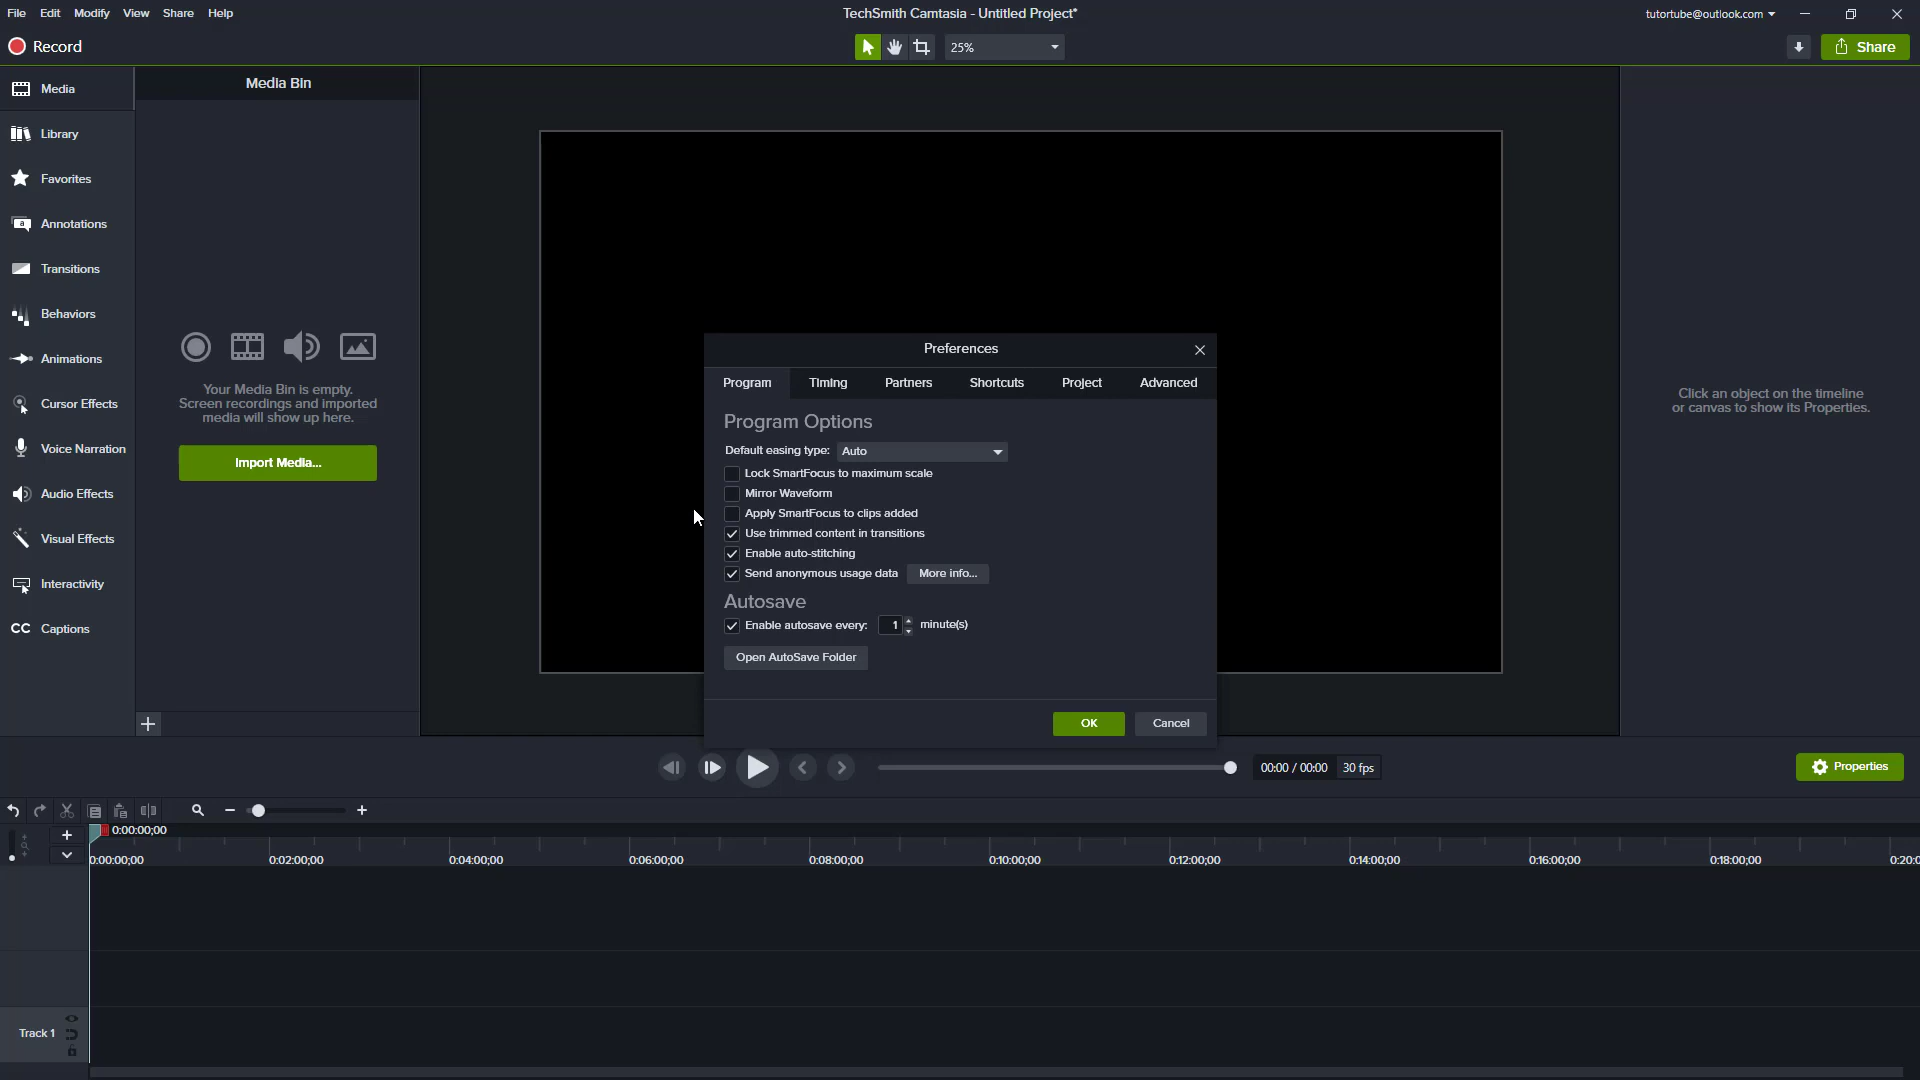 File Edit Modify View Share Help
TechSmith Camtasia - Untitled Project*
tutortube@outlook.com
Record
25%
Share
Media
Library
Favorites
Annotations
Transitions
Behaviors
Animations
Cursor Effects
Voice Narration
Audio Effects
Visual Effects
Interactivity
CC Captions
Media Bin
Your Media Bin is empty.
Screen recordings and imported
media will show up here.
Import Media...
Preferences
Program Timing Partners Shortcuts Project Advanced
Program Options
Default easing type: Auto
Lock SmartFocus to maximum scale
Mirror Waveform
Apply SmartFocus to clips added
Use trimmed content in transitions
Enable auto-stitching
Send anonymous usage data More info...
Autosave
Enable autosave every: 1 minute(s)
Open AutoSave Folder
OK Cancel
Click an object on the timeline
or canvas to show its Properties.
00:00 / 00:00 30 fps
Properties
0:00:00;00
0:00:00;00 0:02:00;00 0:04:00;00 0:06:00;00 0:08:00;00 0:10:00;00 0:12:00;00 0:14:00;00 0:16:00;00 0:18:00;00 0:20:0
Track 1